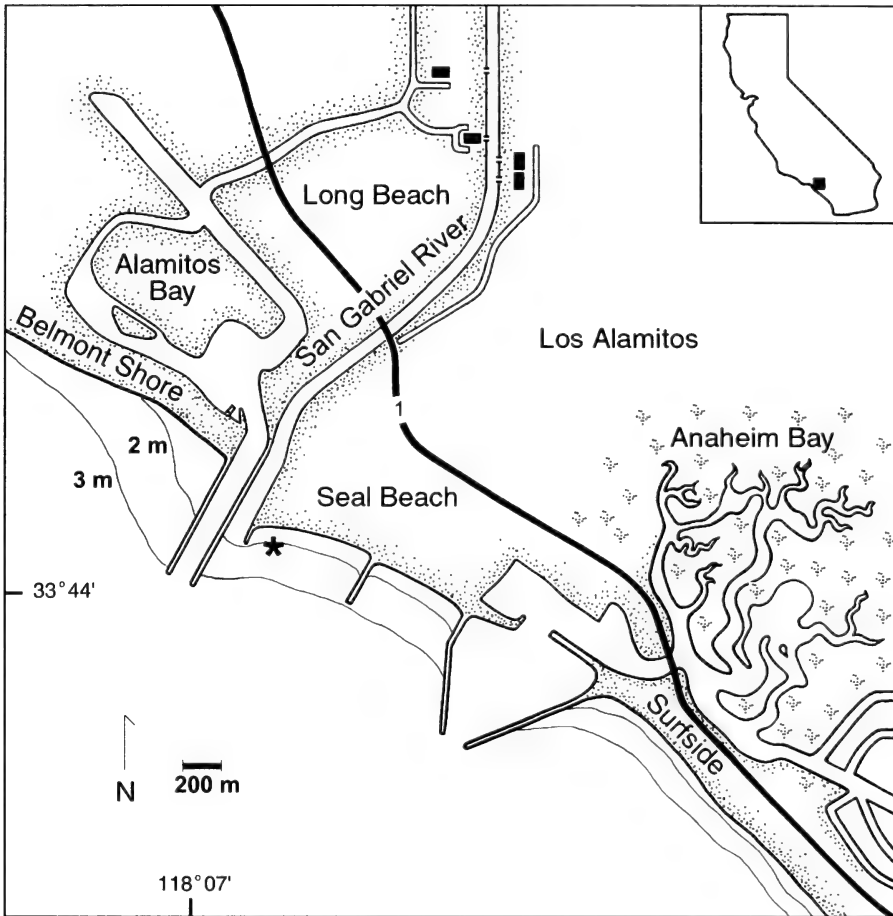 Long Beach
Alamitos
Bay
San Gabriel River
Belmont Shore
Los Alamitos
1
2 m
3 m
Anaheim Bay
Seal Beach
*
33°44'
Surfside
N
200 m
118°07'